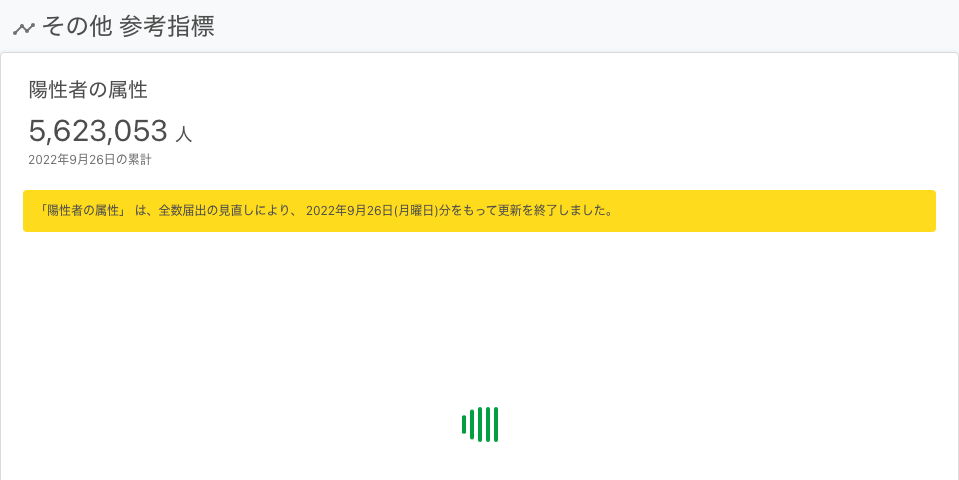 その他 参考指標
陽性者の属性
5,623,053 人
2022年9月26日の累計
「陽性者の属性」 は、全数届出の見直しにより、 2022年9月26日(月曜日)分をもって更新を終了しました。